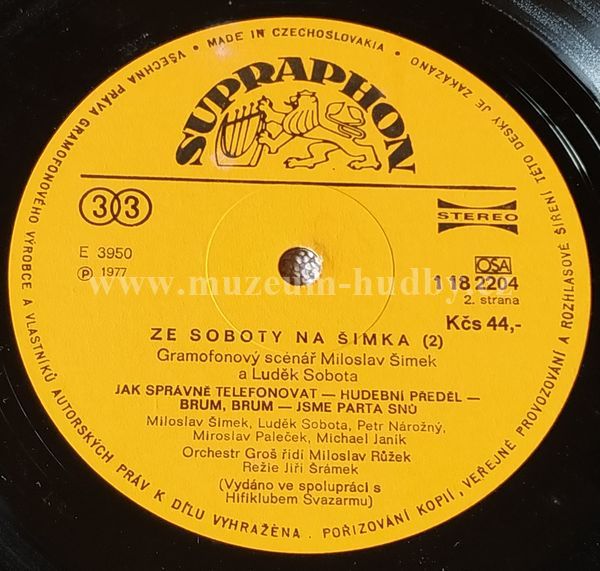 VŠECHNA PRÁVA GRAMOFONOVÉHO VÝROBCE A VLASTNÍKŮ AUTORSKÝCH PRÁV K DÍLU VYHRAŽENA. POŘIZOVÁNÍ KOPIÍ, VEŘEJNÉ PROVOZOVÁNÍ A ROZHLASOVÉ ŠÍŘENÍ TÉTO DESKY JE ZAKÁZÁNO
• MADE IN CZECHOSLOVAKIA •
SUPRAPHON
33
STEREO
E 3950
OSA
Ⓟ 1977
1 18 2204
www.muzeum-hudby.cz
2. strana
Kčs 44,-
ZE SOBOTY NA ŠIMKA (2)
Gramofonový scénář Miloslav Šimek
a Luděk Sobota
JAK SPRÁVNĚ TELEFONOVAT — HUDEBNÍ PŘEDĚL —
BRUM, BRUM — JSME PARTA SNŮ
Miloslav Šimek, Luděk Sobota, Petr Nárožný,
Miroslav Paleček, Michael Janík
Orchestr Groš řídí Miloslav Růžek
Režie Jiří Šrámek
(Vydáno ve spolupráci s
Hifiklubem Svazarmu)